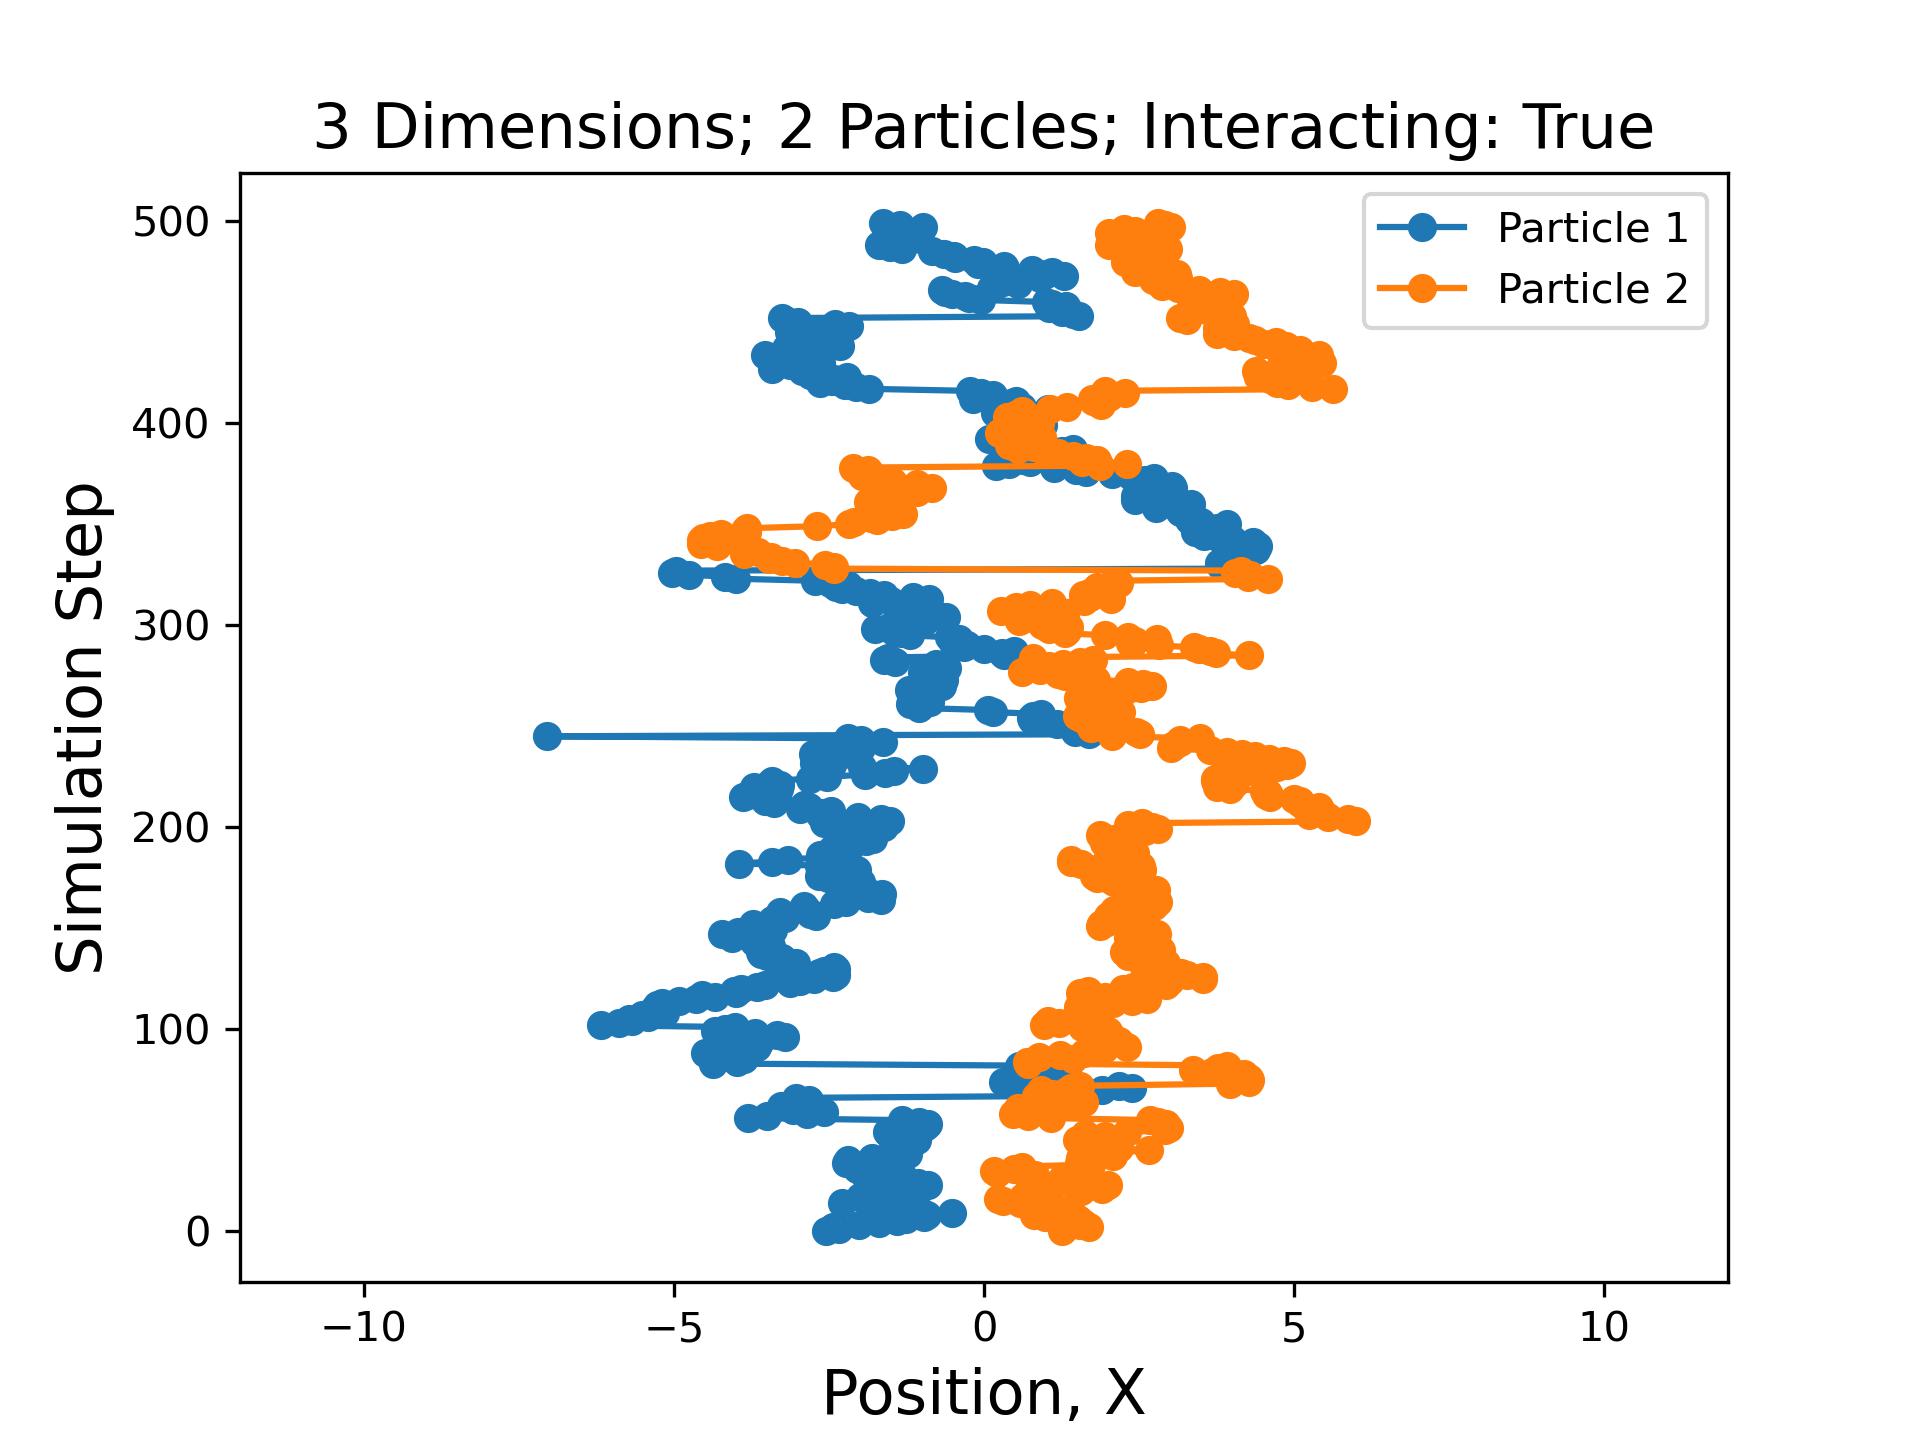 3 Dimensions; 2 Particles; Interacting: True
Particle 1
Particle 2
Simulation Step
500
400
300
200
100
0
−10
−5
0
5
10
Position, X